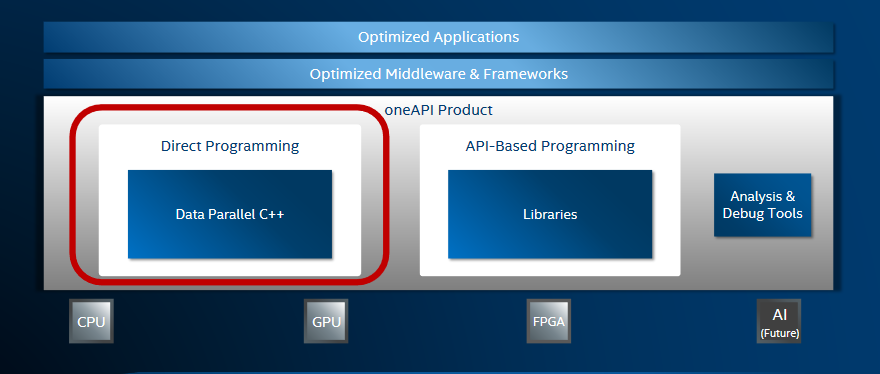 Optimized Applications
Optimized Middleware & Frameworks
oneAPI Product
Direct Programming
API-Based Programming
Data Parallel C++
Libraries
Analysis &
Debug Tools
CPU
GPU
FPGA
AI
(Future)